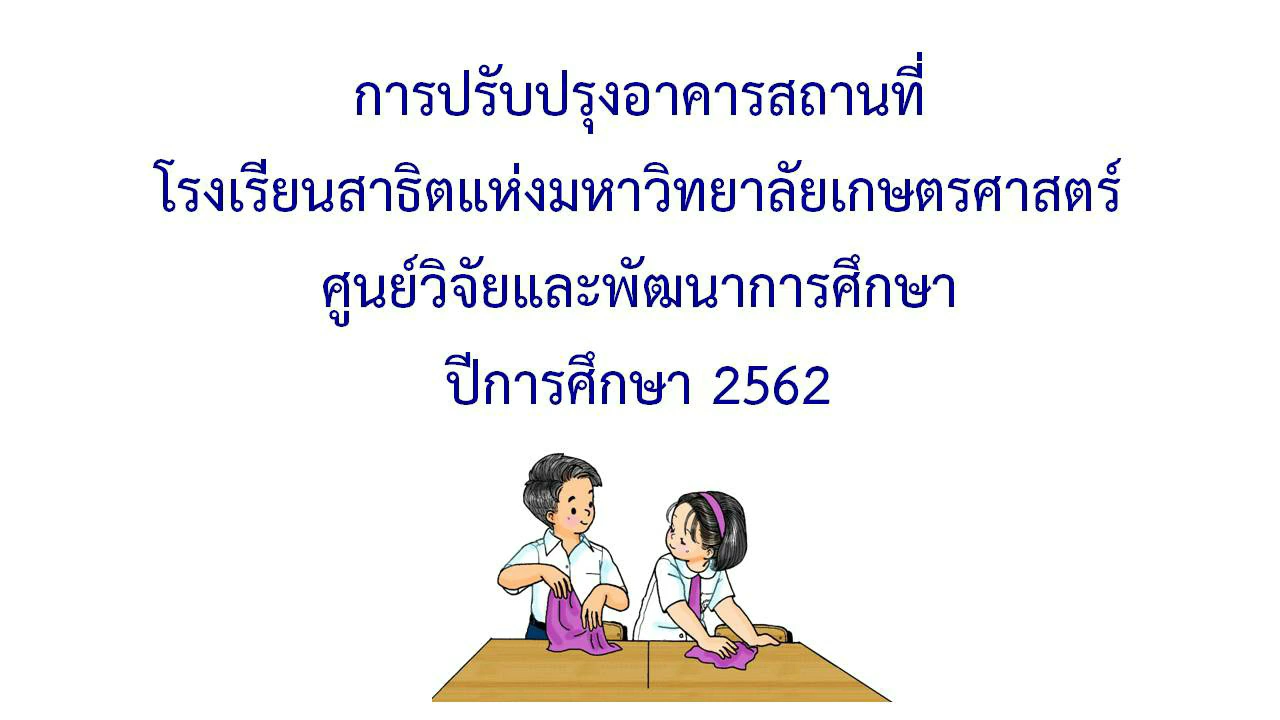 การปรับปรุงอาคารสถานที่
โรงเรียนสาธิตแห่งมหาวิทยาลัยเกษตรศาสตร์
ศูนย์วิจัยและพัฒนาการศึกษา
ปีการศึกษา 2562